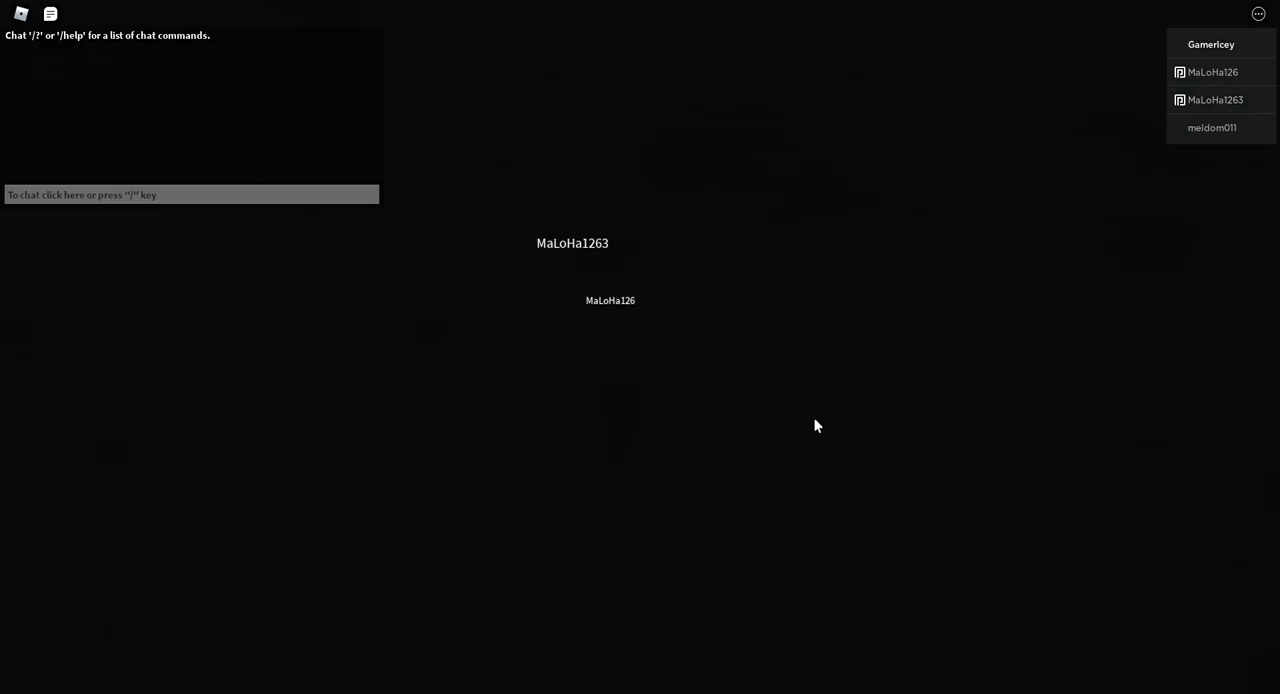 Chat '/?' or '/help' for a list of chat commands.
GamerIcey
MaLoHa126
MaLoHa1263
meldom011
To chat click here or press "/" key
MaLoHa1263
MaLoHa126